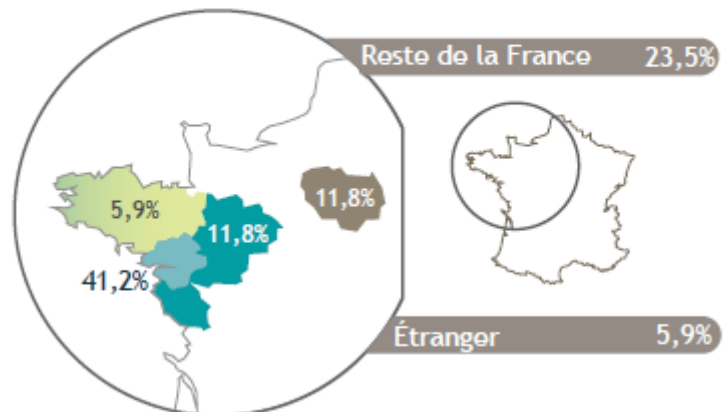 Reste de la France 23,5%
5,9%
11,8%
11,8%
41,2%
Étranger 5,9%